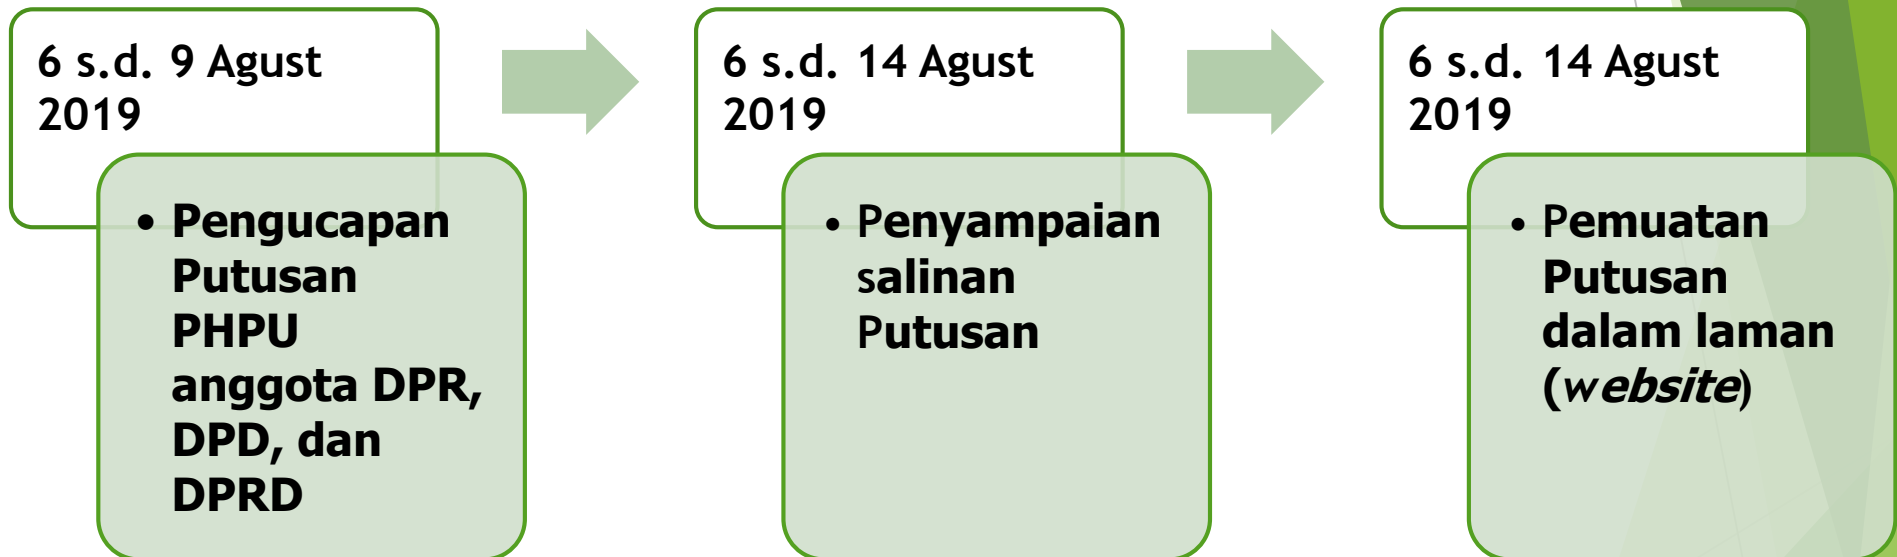 6 s.d. 9 Agust
2019
• Pengucapan
Putusan
PHPU
anggota DPR,
DPD, dan
DPRD
6 s.d. 14 Agust
2019
• Penyampaian
salinan
Putusan
6 s.d. 14 Agust
2019
• Pemuatan
Putusan
dalam laman
(website)